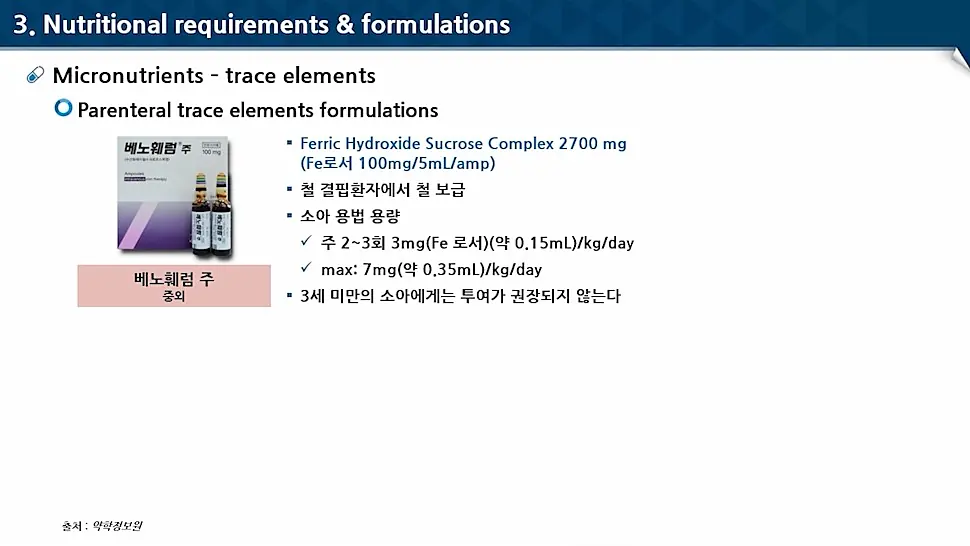 3. Nutritional requirements & formulations
Micronutrients - trace elements
Parenteral trace elements formulations
베노훼럼® 주
100 mg
Ampoules
베노훼럼 주
중외
▪ Ferric Hydroxide Sucrose Complex 2700 mg
(Fe로서 100mg/5mL/amp)
▪ 철 결핍환자에서 철 보급
▪ 소아 용법 용량
✓ 주 2~3회 3mg(Fe 로서)(약 0.15mL)/kg/day
✓ max: 7mg(약 0.35mL)/kg/day
▪ 3세 미만의 소아에게는 투여가 권장되지 않는다
출처 : 약학정보원